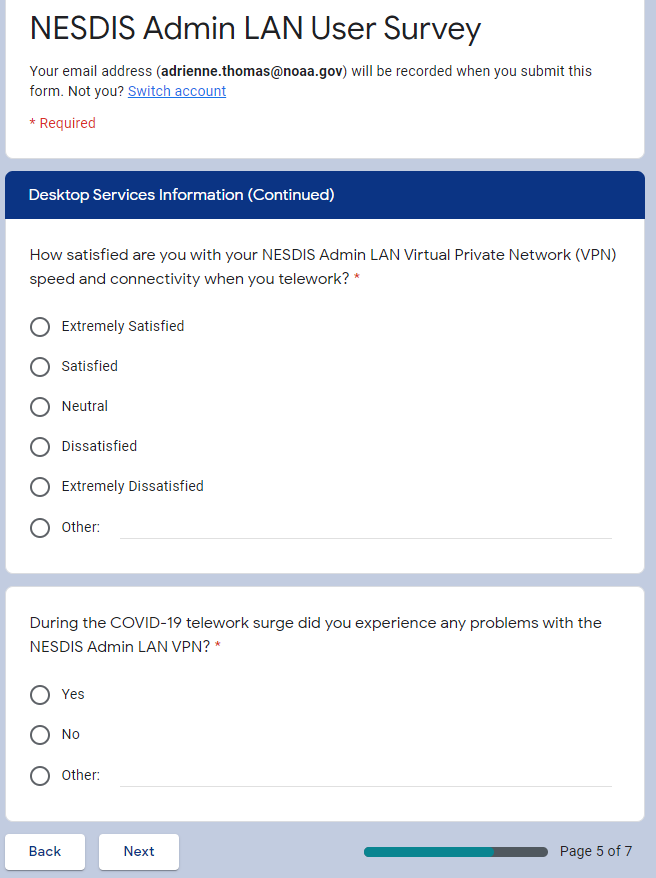 NESDIS Admin LAN User Survey
Your email address (adrienne.thomas@noaa.gov) will be recorded when you submit this
form. Not you? Switch account
* Required
Desktop Services Information (Continued)
How satisfied are you with your NESDIS Admin LAN Virtual Private Network (VPN)
speed and connectivity when you telework? *
Extremely Satisfied
Satisfied
Neutral
Dissatisfied
Extremely Dissatisfied
Other:
During the COVID-19 telework surge did you experience any problems with the
NESDIS Admin LAN VPN? *
Yes
No
Other:
Back Next Page 5 of 7